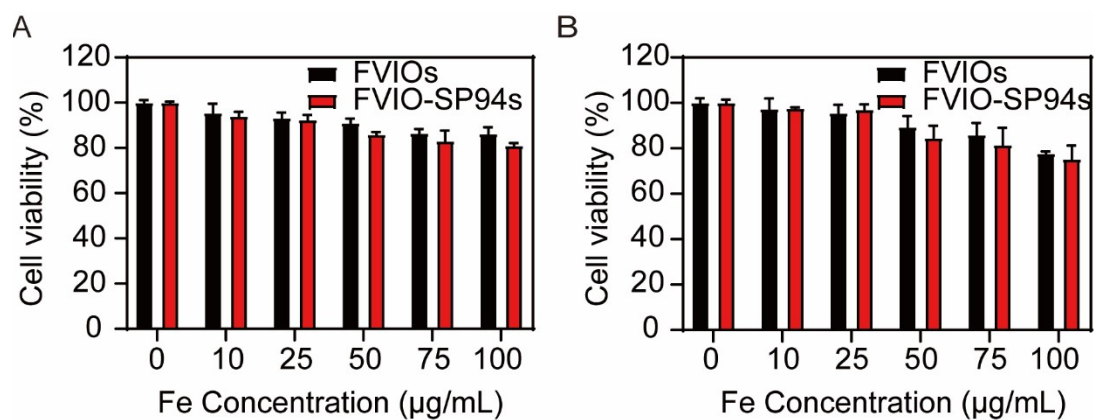 A
Cell viability (%)
120
100
80
60
40
20
0
FVIOs
FVIO-SP94s
0 10 25 50 75 100
Fe Concentration (µg/mL)
B
Cell viability (%)
120
100
80
60
40
20
0
FVIOs
FVIO-SP94s
0 10 25 50 75 100
Fe Concentration (µg/mL)